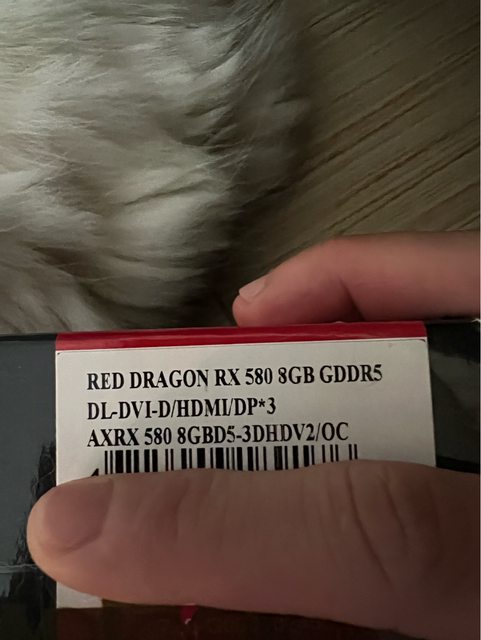 RED DRAGON RX 580 8GB GDDR5
DL-DVI-D/HDMI/DP*3
AXRX 580 8GBD5-3DHDV2/OC